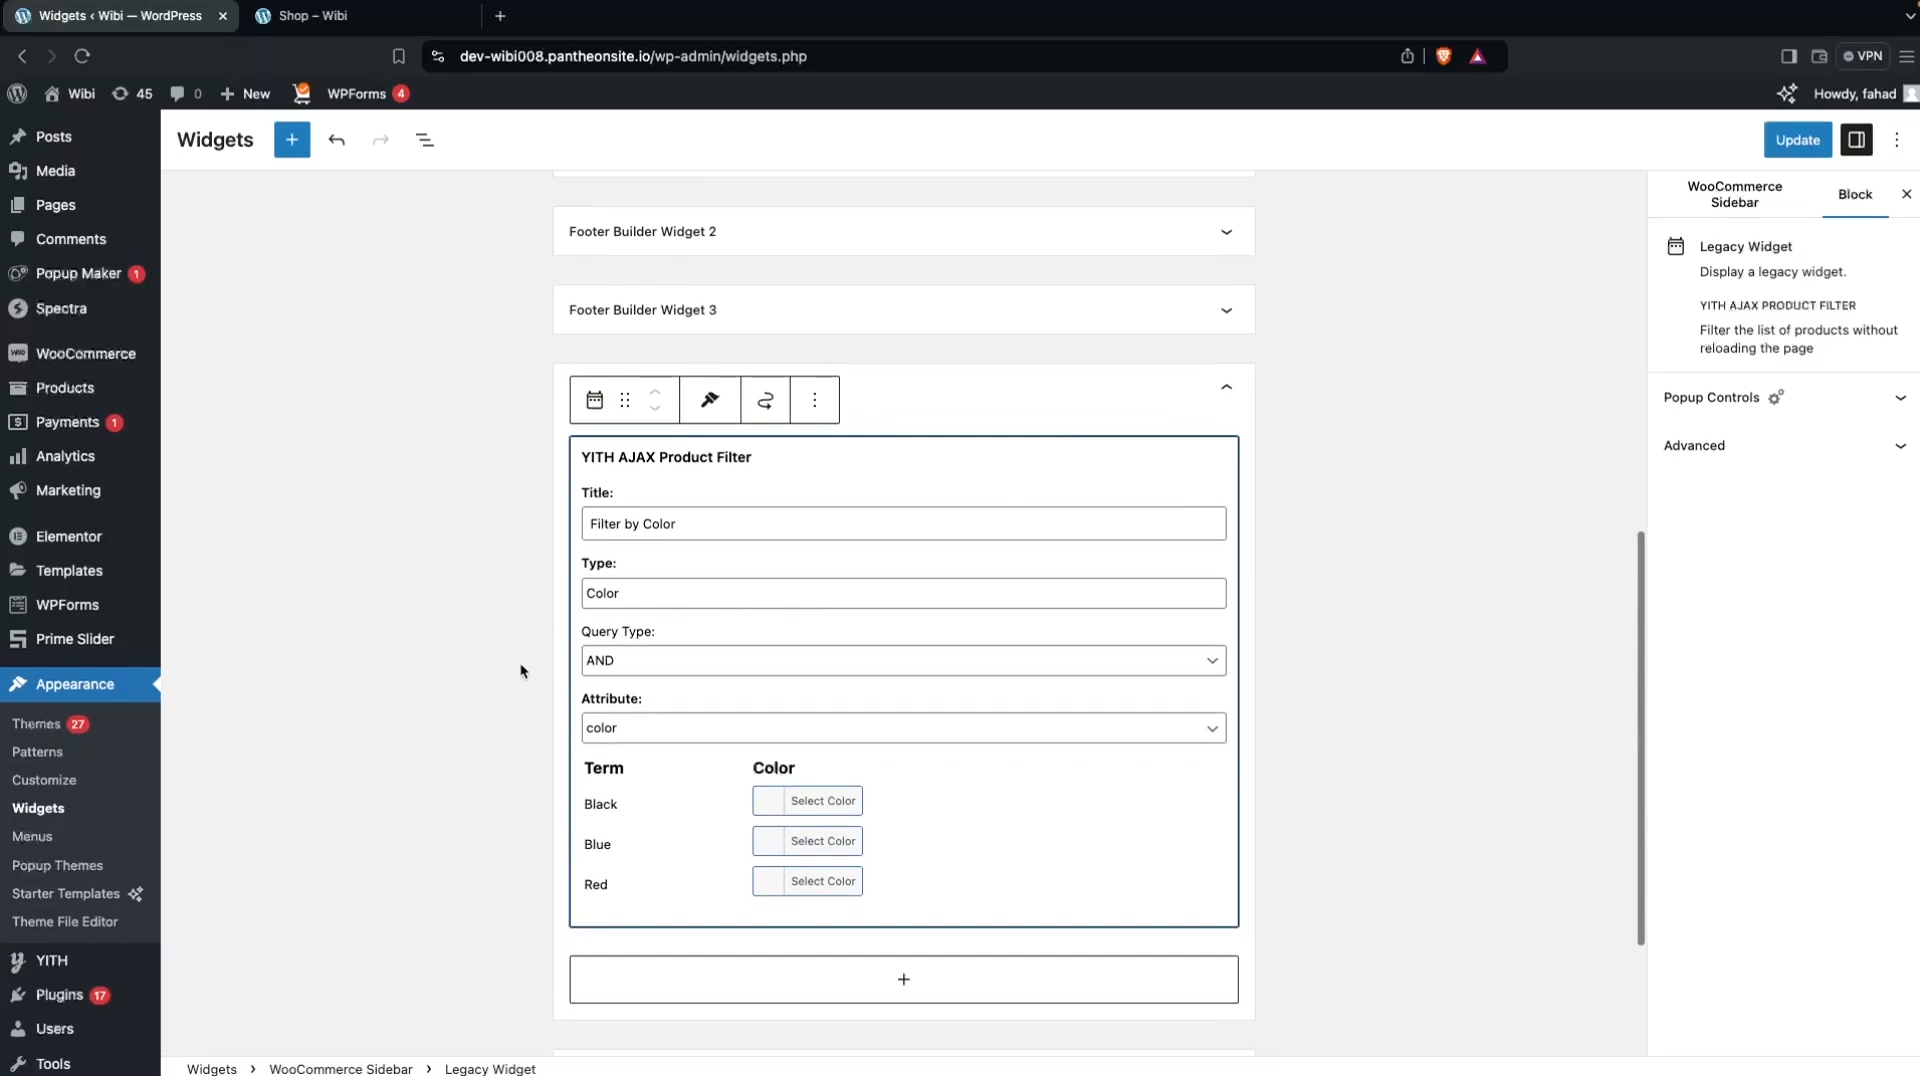 Widgets ‹ Wibi — WordPress
Shop – Wibi
dev-wibi008.pantheonsite.io/wp-admin/widgets.php
VPN
Wibi
45
0
New
WPForms 4
Howdy, fahad
Posts
Media
Pages
Comments
Popup Maker 1
Spectra
WooCommerce
Products
Payments 1
Analytics
Marketing
Elementor
Templates
WPForms
Prime Slider
Appearance
Themes 27
Patterns
Customize
Widgets
Menus
Popup Themes
Starter Templates
Theme File Editor
YITH
Plugins 17
Users
Tools
Widgets
Update
Footer Builder Widget 2
Footer Builder Widget 3
YITH AJAX Product Filter
Title:
Filter by Color
Type:
Color
Query Type:
AND
Attribute:
color
Term Color
Black Select Color
Blue Select Color
Red Select Color
WooCommerce
Sidebar
Block
Legacy Widget
Display a legacy widget.
YITH AJAX PRODUCT FILTER
Filter the list of products without
reloading the page
Popup Controls
Advanced
Widgets › WooCommerce Sidebar › Legacy Widget